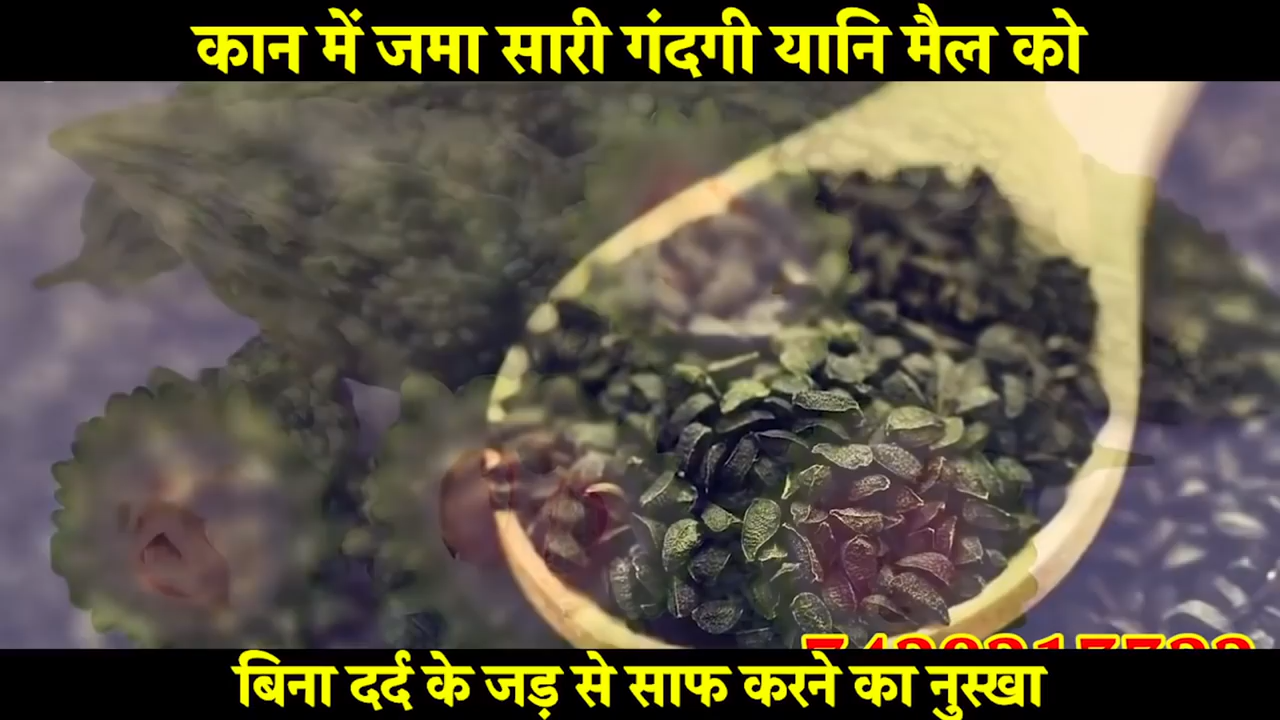 कान में जमा सारी गंदगी यानि मैल को
बिना दर्द के जड़ से साफ करने का नुस्खा